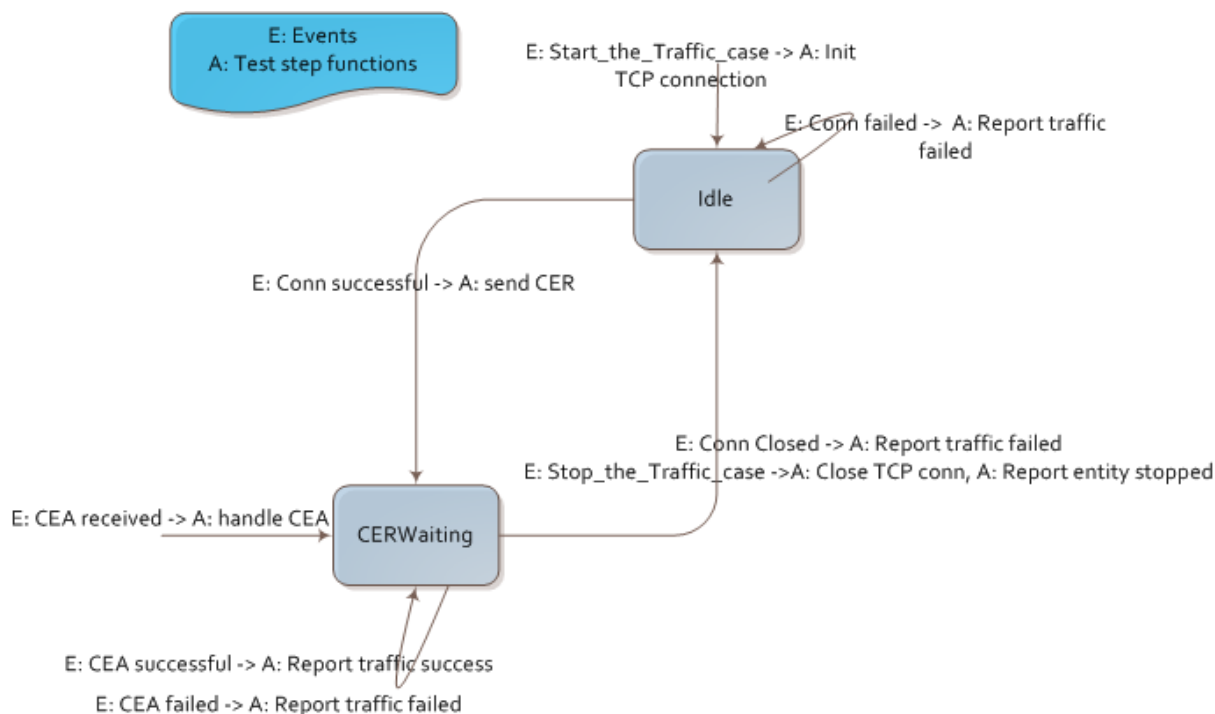 E: Events
A: Test step functions
E: Start_the_Traffic_case -> A: Init
TCP connection
E: Conn failed -> A: Report traffic
failed
Idle
E: Conn successful -> A: send CER
E: Conn Closed -> A: Report traffic failed
E: Stop_the_Traffic_case ->A: Close TCP conn, A: Report entity stopped
E: CEA received -> A: handle CEA
CERWaiting
E: CEA successful -> A: Report traffic success
E: CEA failed -> A: Report traffic failed